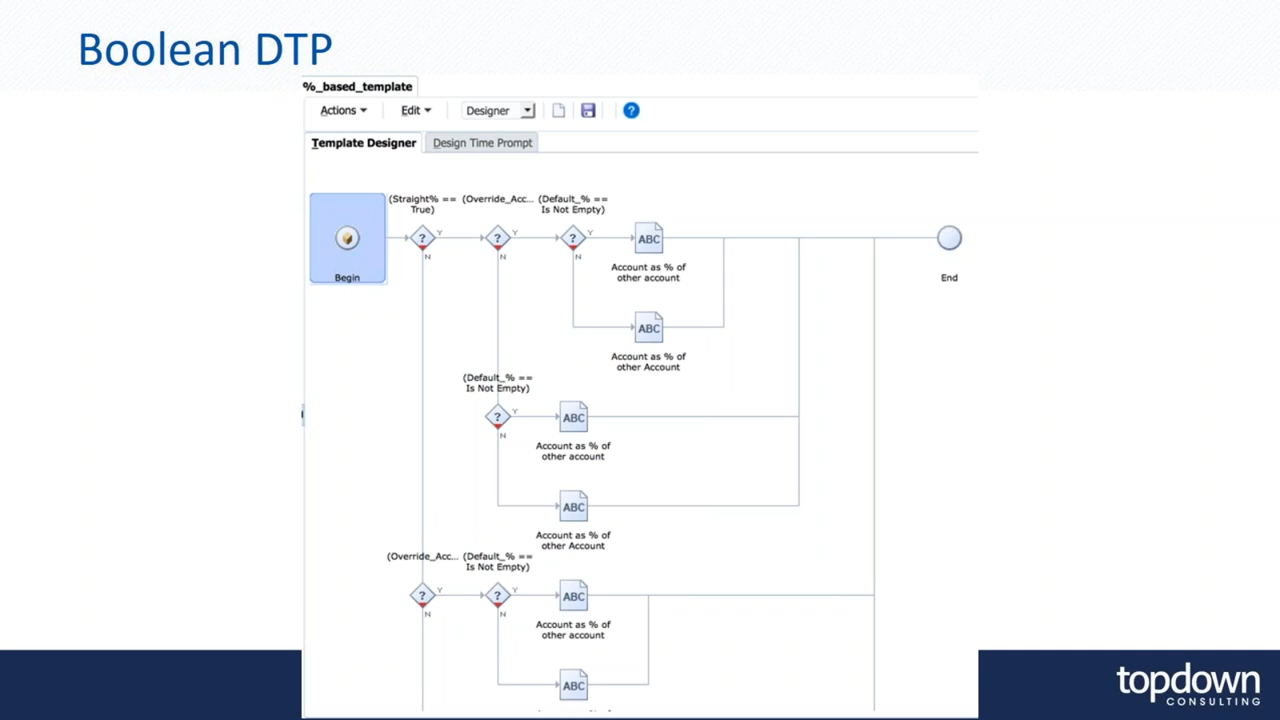 Boolean DTP
%_based_template
Actions
Edit
Designer
?
Template Designer
Design Time Prompt
(Straight% == True)
(Override_Acc...
(Default_% == Is Not Empty)
Begin
?
Y
N
?
Y
N
?
Y
N
ABC
Account as % of
other account
End
ABC
Account as % of
other Account
(Default_% ==
Is Not Empty)
?
Y
N
ABC
Account as % of
other account
ABC
Account as % of
other Account
(Override_Acc...
(Default_% ==
Is Not Empty)
?
Y
N
?
Y
N
ABC
Account as % of
other account
ABC
topdown
CONSULTING